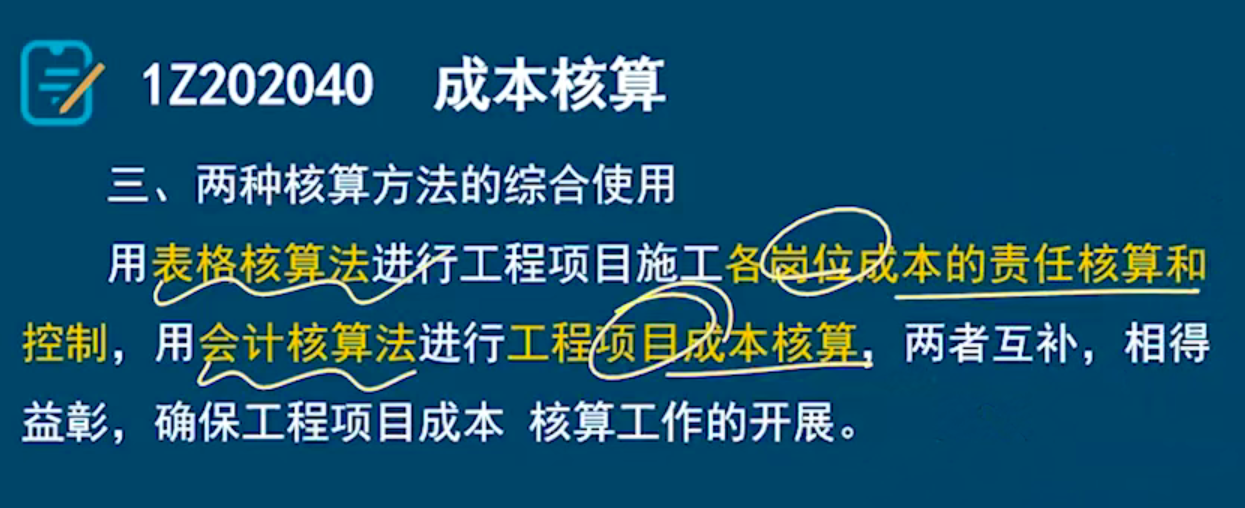 1Z202040 成本核算
三、两种核算方法的综合使用
用表格核算法进行工程项目施工各岗位成本的责任核算和
控制，用会计核算法进行工程项目成本核算，两者互补，相得
益彰，确保工程项目成本 核算工作的开展。